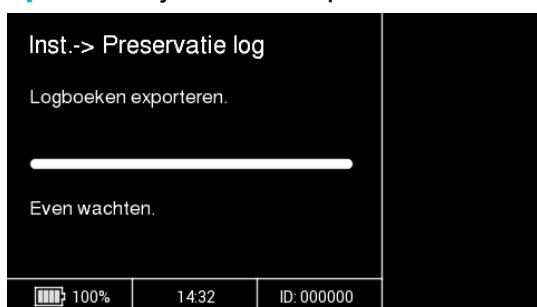 Inst.-> Preservatie log
Logboeken exporteren.
Even wachten.
100% 14:32 ID: 000000